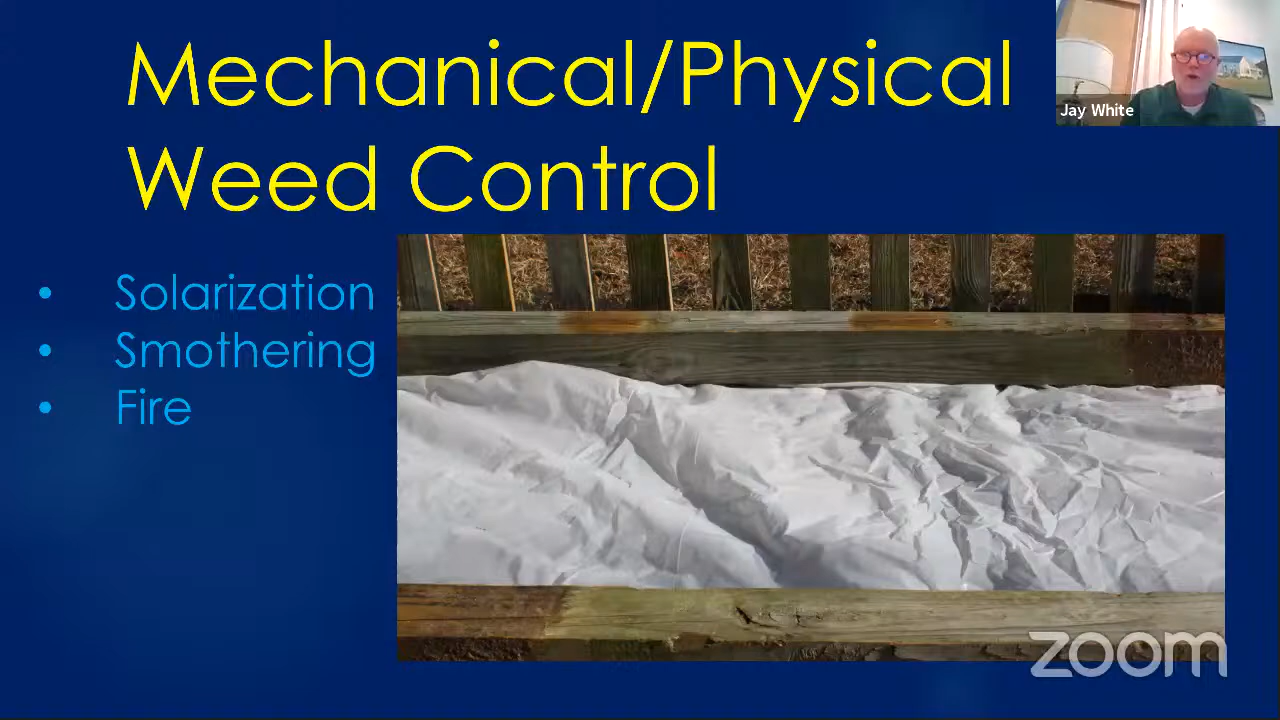 Mechanical/Physical
Weed Control
Jay White
• Solarization
• Smothering
• Fire
zoom